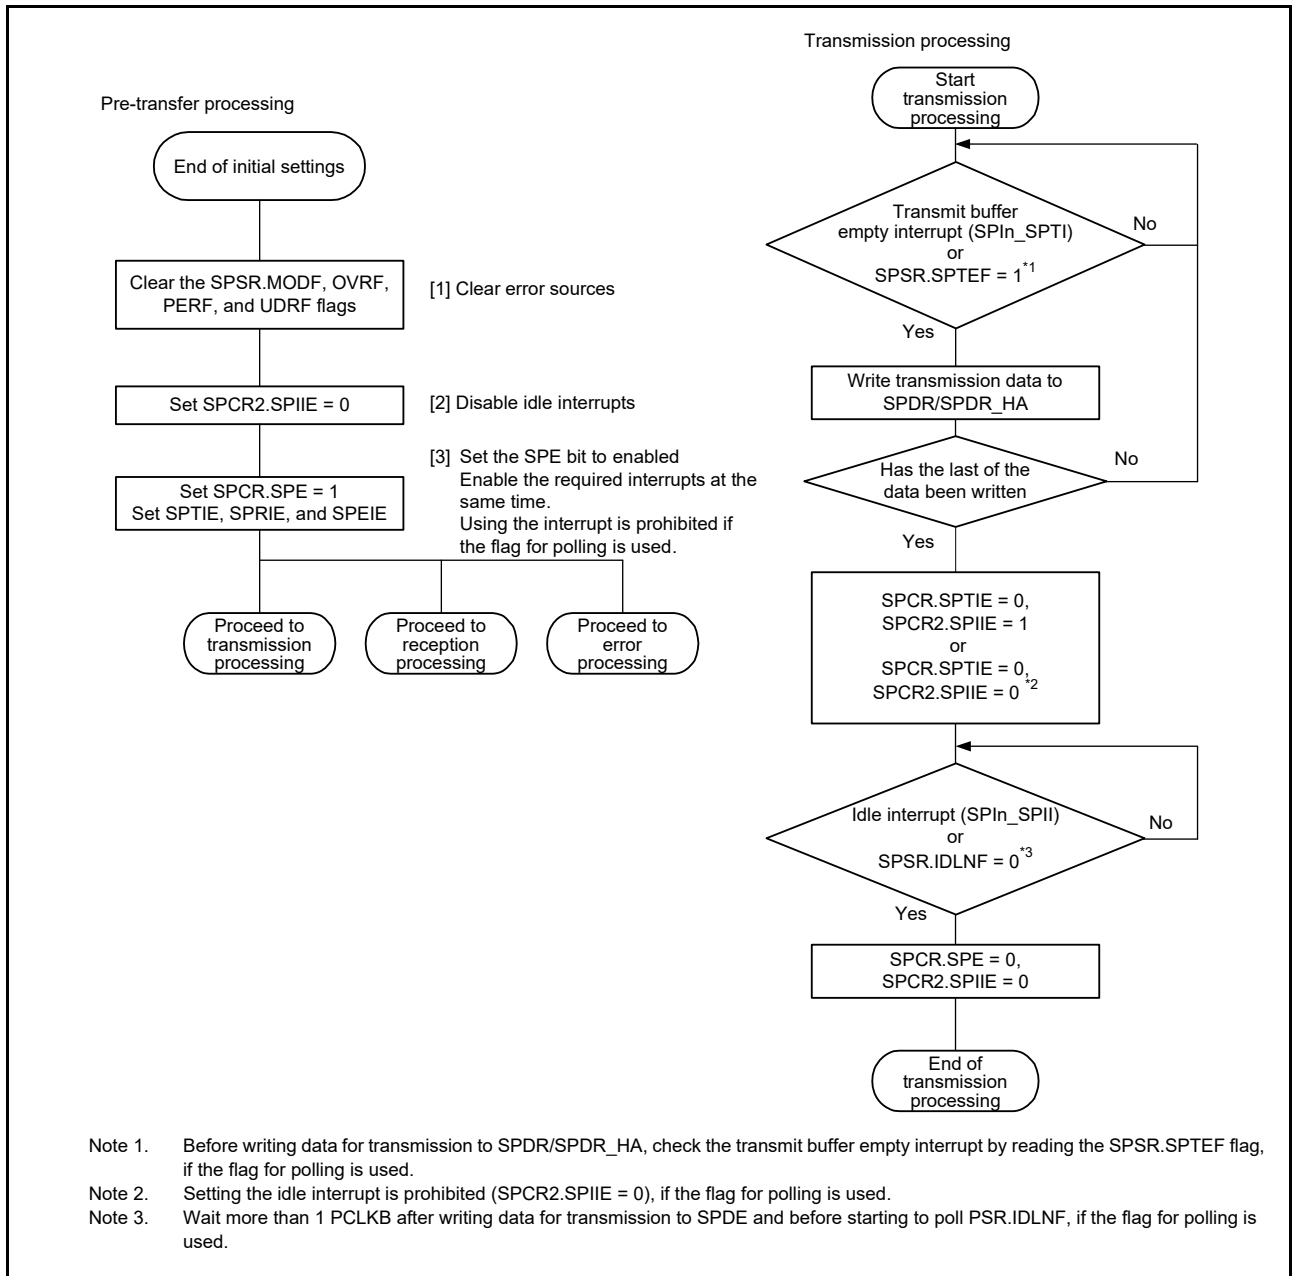 Pre-transfer processing
End of initial settings
Clear the SPSR.MODF, OVRF,
PERF, and UDRF flags
[1] Clear error sources
Set SPCR2.SPIIE = 0
[2] Disable idle interrupts
Set SPCR.SPE = 1
Set SPTIE, SPRIE, and SPEIE
[3] Set the SPE bit to enabled
Enable the required interrupts at the
same time.
Using the interrupt is prohibited if
the flag for polling is used.
Proceed to
transmission
processing
Proceed to
reception
processing
Proceed to
error
processing
Transmission processing
Start
transmission
processing
Transmit buffer
empty interrupt (SPIn_SPTI)
or
SPSR.SPTEF = 1*1
No
Yes
Write transmission data to
SPDR/SPDR_HA
Has the last of the
data been written
No
Yes
SPCR.SPTIE = 0,
SPCR2.SPIIE = 1
or
SPCR.SPTIE = 0,
SPCR2.SPIIE = 0 *2
Idle interrupt (SPIn_SPII)
or
SPSR.IDLNF = 0*3
No
Yes
SPCR.SPE = 0,
SPCR2.SPIIE = 0
End of
transmission
processing
Note 1. Before writing data for transmission to SPDR/SPDR_HA, check the transmit buffer empty interrupt by reading the SPSR.SPTEF flag,
if the flag for polling is used.
Note 2. Setting the idle interrupt is prohibited (SPCR2.SPIIE = 0), if the flag for polling is used.
Note 3. Wait more than 1 PCLKB after writing data for transmission to SPDE and before starting to poll PSR.IDLNF, if the flag for polling is
used.